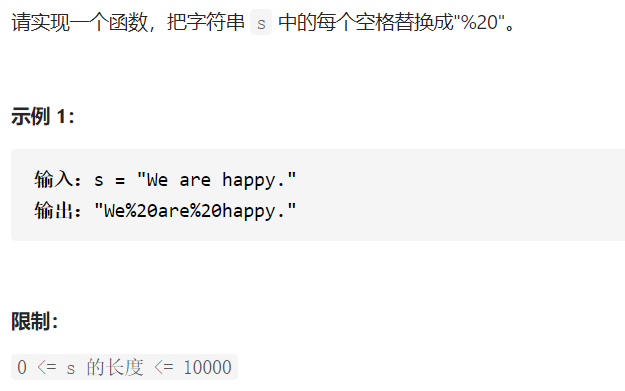 请实现一个函数，把字符串 s 中的每个空格替换成"%20"。
示例 1：
输入：s = "We are happy."
输出："We%20are%20happy."
限制：
0 <= s 的长度 <= 10000